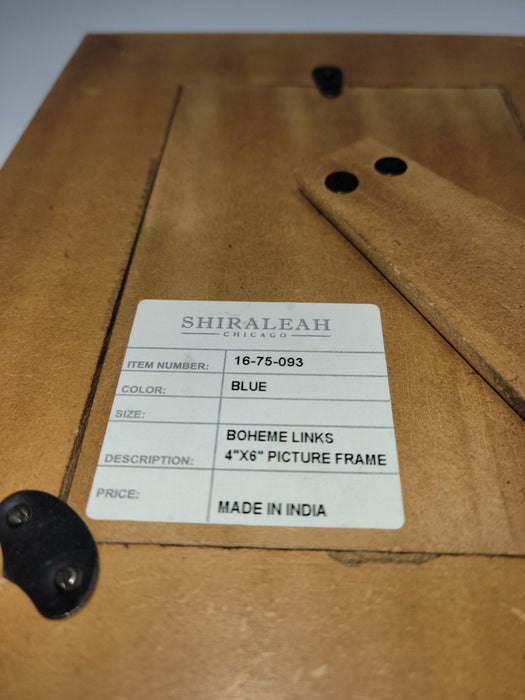 SHIRALEAH
CHICAGO
ITEM NUMBER: 16-75-093
COLOR: BLUE
SIZE:
BOHEME LINKS
DESCRIPTION: 4"X6" PICTURE FRAME
PRICE:
MADE IN INDIA